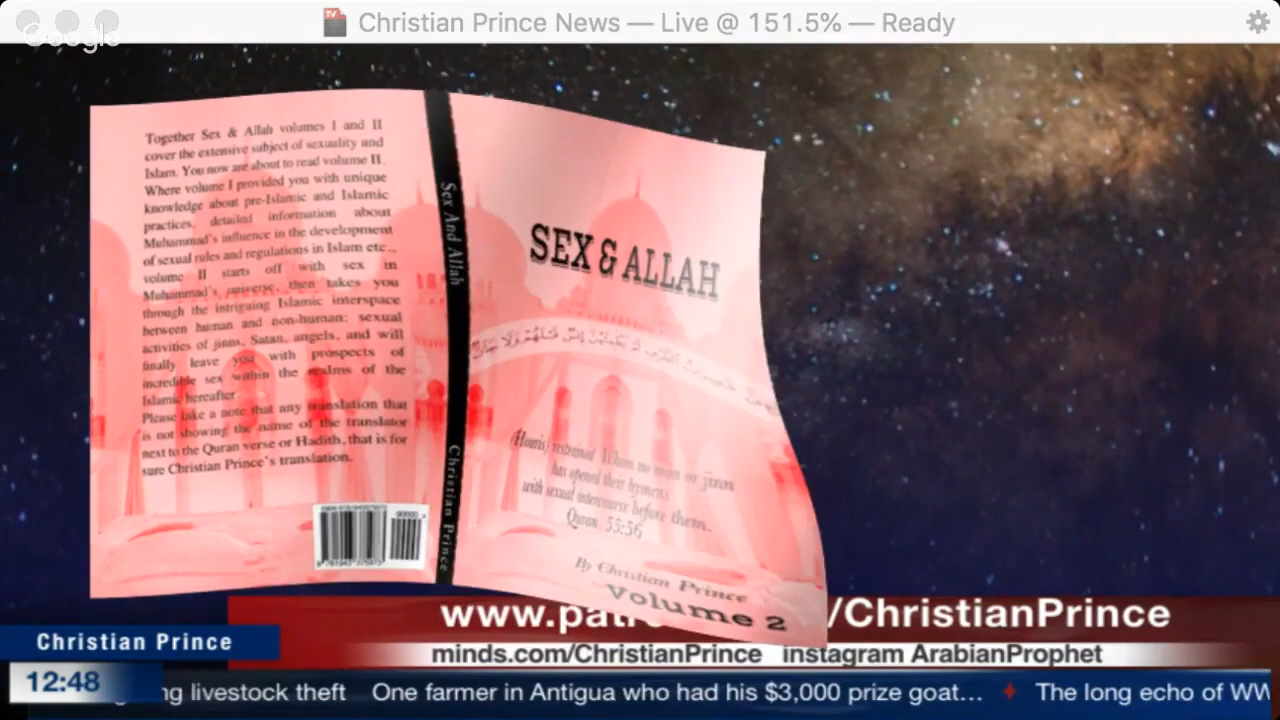 Christian Prince News — Live @ 151.5% — Ready
Google
Together Sex & Allah volumes I and II
cover the extensive subject of sexuality and
Islam. You now are about to read volume II.
Where volume I provided you with unique
knowledge about pre-Islamic and Islamic
practices, detailed information about
Muhammad's influence in the development
of sexual rules and regulations in Islam etc..,
volume II starts off with sex in
Muhammad's universe, then takes you
through the intriguing Islamic interspace
between human and non-human: sexual
activities of jinns, Satan, angels, and will
finally leave you with prospects of
incredible sex within the realms of the
Islamic hereafter
Please take a note that any translation that
is not showing the name of the translator
next to the Quran verse or Hadith, that is for
sure Christian Prince's translation.
90000
Sex And Allah
Christian Prince
SEX & ALLAH
(Houris) restrained Whom no man or jinn
has opened their hymens
with sexual intercourse before them..
Quran, 55:56
By Christian Prince
Volume 2
www.pat /ChristianPrince
minds.com/ChristianPrince instagram ArabianProphet
Christian Prince
12:48
ng livestock theft One farmer in Antigua who had his $3,000 prize goat… The long echo of WW